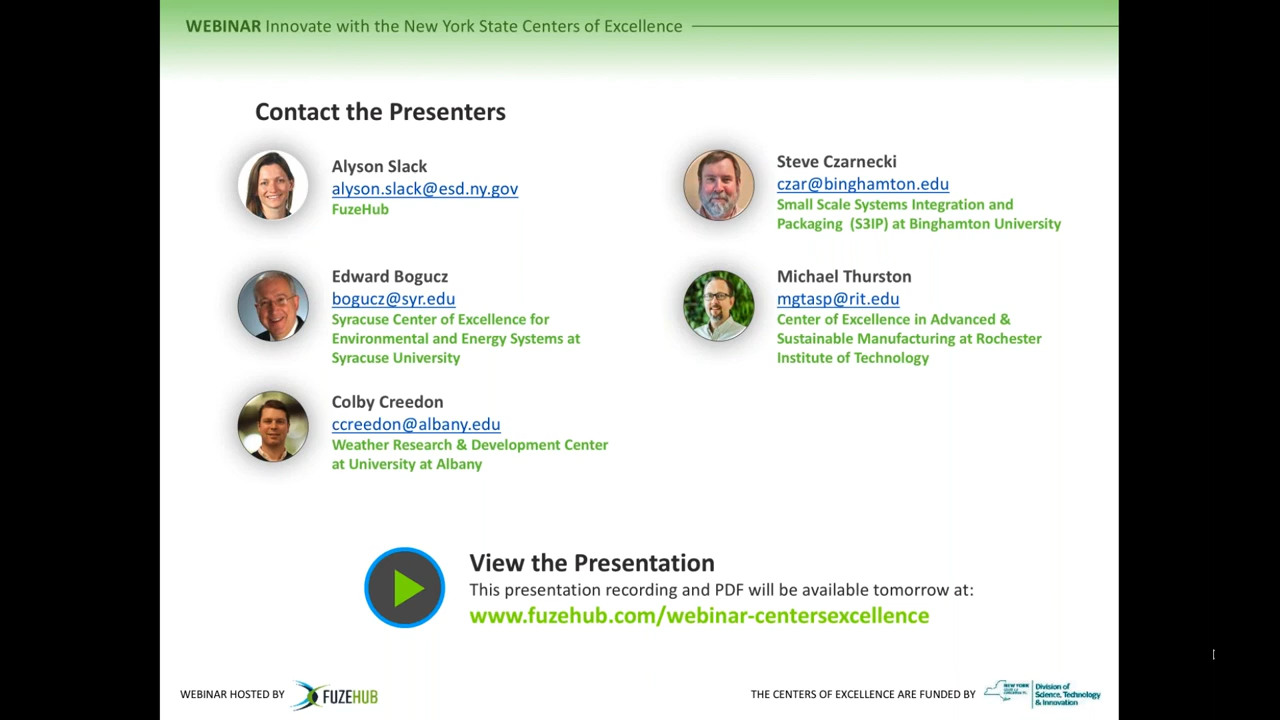 WEBINAR Innovate with the New York State Centers of Excellence
Contact the Presenters
Alyson Slack
alyson.slack@esd.ny.gov
FuzeHub
Steve Czarnecki
czar@binghamton.edu
Small Scale Systems Integration and
Packaging (S3IP) at Binghamton University
Edward Bogucz
bogucz@syr.edu
Syracuse Center of Excellence for
Environmental and Energy Systems at
Syracuse University
Michael Thurston
mgtasp@rit.edu
Center of Excellence in Advanced &
Sustainable Manufacturing at Rochester
Institute of Technology
Colby Creedon
ccreedon@albany.edu
Weather Research & Development Center
at University at Albany
View the Presentation
This presentation recording and PDF will be available tomorrow at:
www.fuzehub.com/webinar-centersexcellence
WEBINAR HOSTED BY
FUZEHUB
THE CENTERS OF EXCELLENCE ARE FUNDED BY
NEW YORK
Division of
Science, Technology
& Innovation